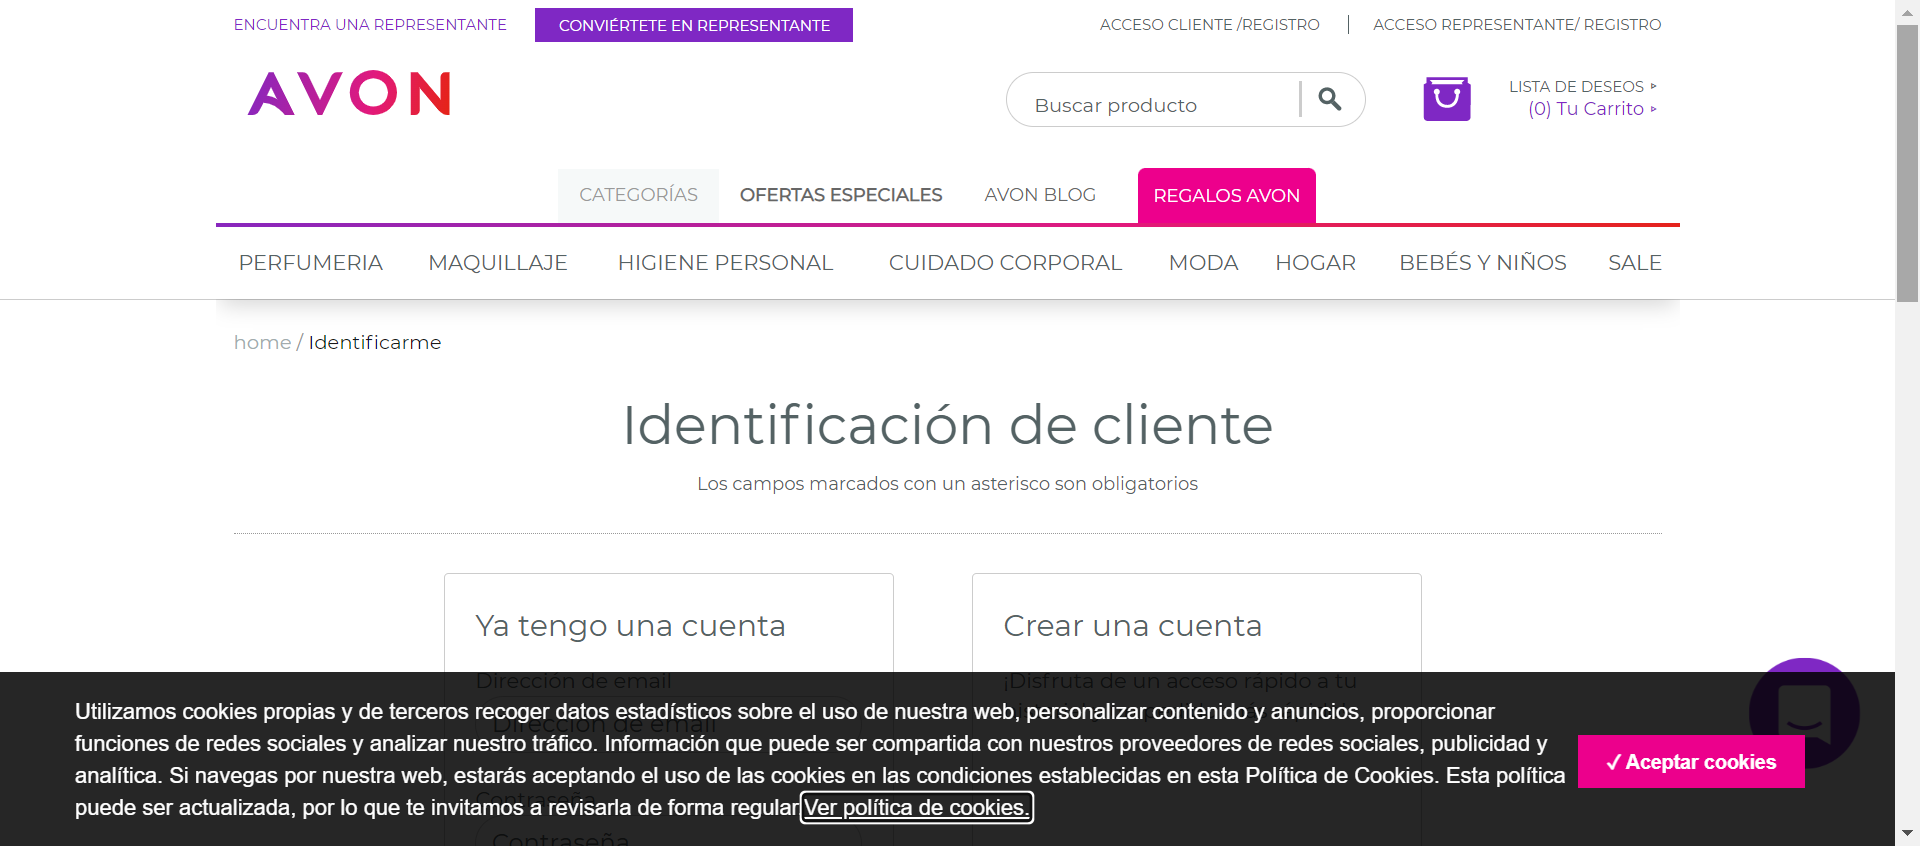 ENCUENTRA UNA REPRESENTANTE
CONVIÉRTETE EN REPRESENTANTE
ACCESO CLIENTE /REGISTRO
ACCESO REPRESENTANTE/ REGISTRO
AVON
Buscar producto
LISTA DE DESEOS
(0) Tu Carrito
CATEGORÍAS
OFERTAS ESPECIALES
AVON BLOG
REGALOS AVON
PERFUMERIA
MAQUILLAJE
HIGIENE PERSONAL
CUIDADO CORPORAL
MODA
HOGAR
BEBÉS Y NIÑOS
SALE
home / Identificarme
Identificación de cliente
Los campos marcados con un asterisco son obligatorios
Ya tengo una cuenta
Dirección de email
Dirección de email
Contraseña
Contraseña
Crear una cuenta
¡Disfruta de un acceso rápido a tu
Utilizamos cookies propias y de terceros recoger datos estadísticos sobre el uso de nuestra web, personalizar contenido y anuncios, proporcionar
funciones de redes sociales y analizar nuestro tráfico. Información que puede ser compartida con nuestros proveedores de redes sociales, publicidad y
analítica. Si navegas por nuestra web, estarás aceptando el uso de las cookies en las condiciones establecidas en esta Política de Cookies. Esta política
puede ser actualizada, por lo que te invitamos a revisarla de forma regular Ver política de cookies.
✓ Aceptar cookies